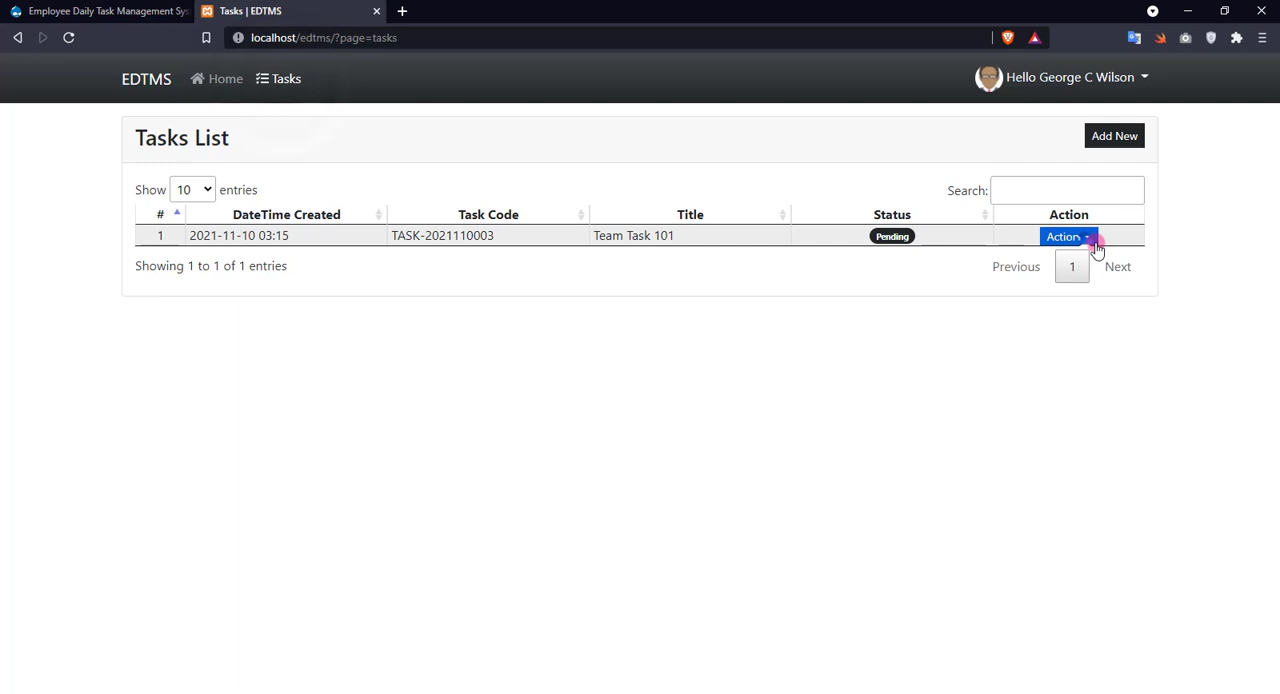 Employee Daily Task Management Sys
Tasks | EDTMS
localhost/edtms/?page=tasks
EDTMS Home Tasks Hello George C Wilson
Tasks List Add New
Show 10 entries Search:
# DateTime Created Task Code Title Status Action
1 2021-11-10 03:15 TASK-2021110003 Team Task 101 Pending Action
Showing 1 to 1 of 1 entries Previous 1 Next